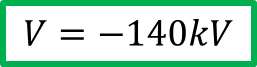 V = −140kV